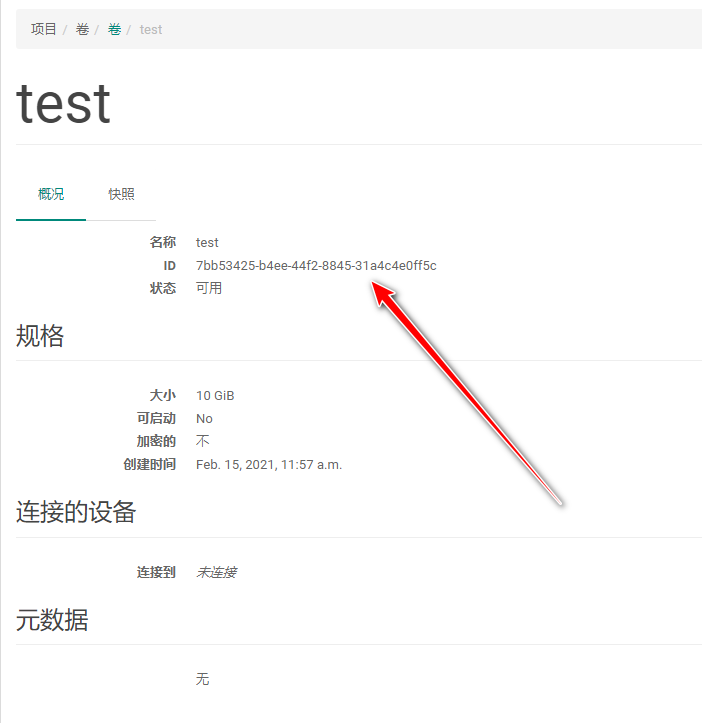 项目 / 卷 / 卷 / test
test
概况 快照
名称 test
ID 7bb53425-b4ee-44f2-8845-31a4c4e0ff5c
状态 可用
规格
大小 10 GiB
可启动 No
加密的 不
创建时间 Feb. 15, 2021, 11:57 a.m.
连接的设备
连接到 未连接
元数据
无